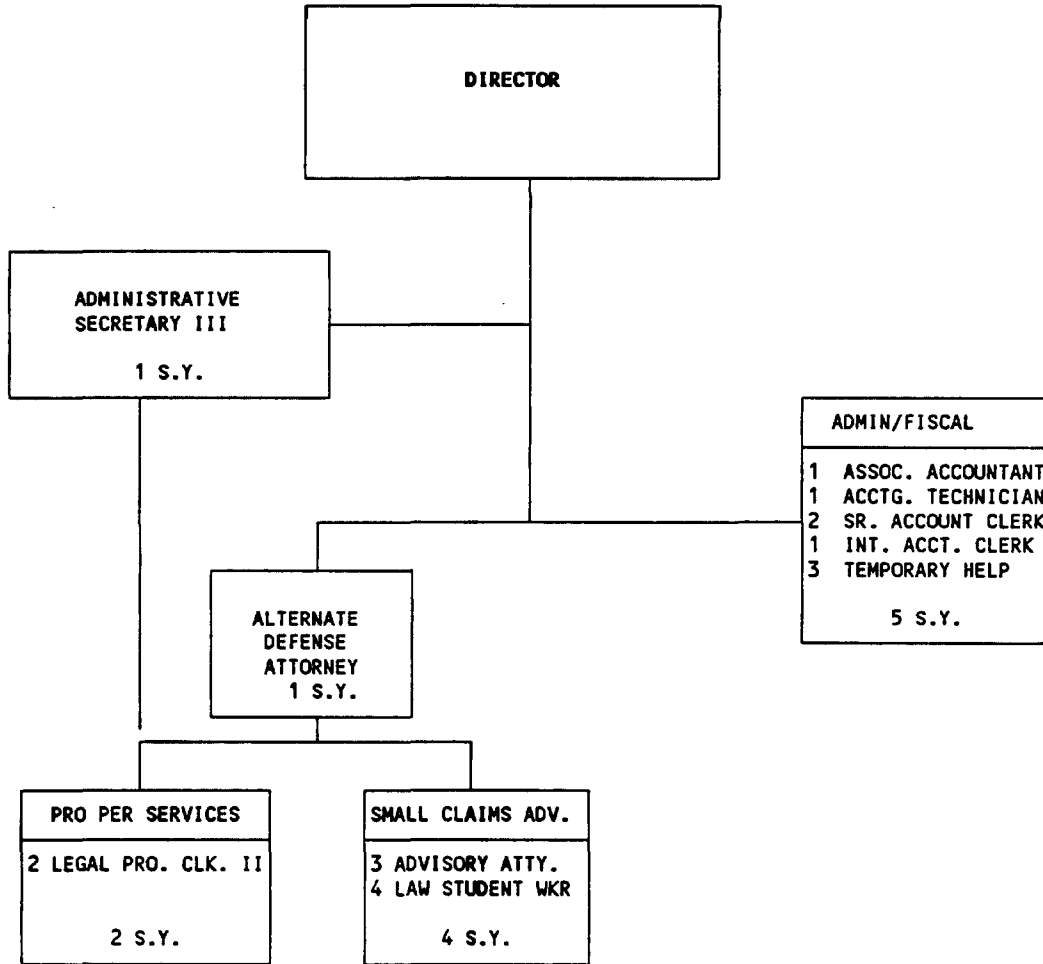 DIRECTOR
ADMINISTRATIVE
SECRETARY III
1 S.Y.
ADMIN/FISCAL
1 ASSOC. ACCOUNTANT
1 ACCTG. TECHNICIAN
2 SR. ACCOUNT CLERK
1 INT. ACCT. CLERK
3 TEMPORARY HELP
5 S.Y.
ALTERNATE
DEFENSE
ATTORNEY
1 S.Y.
PRO PER SERVICES
2 LEGAL PRO. CLK. II
2 S.Y.
SMALL CLAIMS ADV.
3 ADVISORY ATTY.
4 LAW STUDENT WKR
4 S.Y.